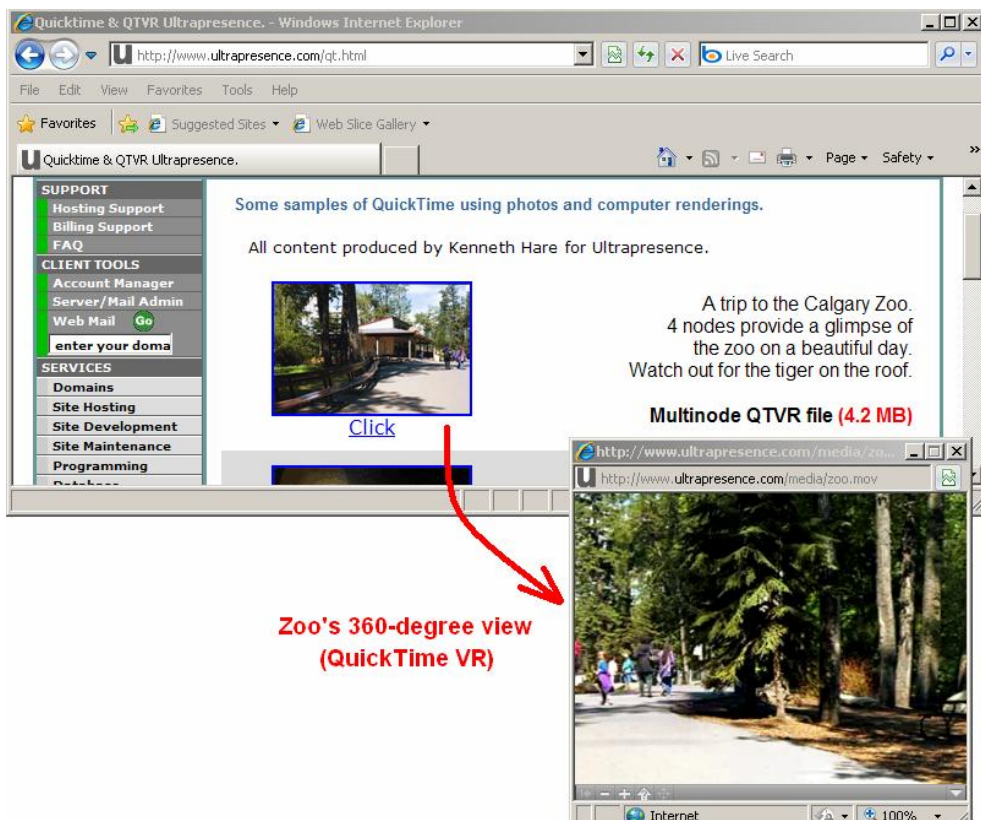 Quicktime & QTVR Ultrapresence. - Windows Internet Explorer
http://www.ultrapresence.com/qt.html
Live Search
File Edit View Favorites Tools Help
Favorites Suggested Sites Web Slice Gallery
Quicktime & QTVR Ultrapresence.
Page Safety »
SUPPORT
Hosting Support
Billing Support
FAQ
CLIENT TOOLS
Account Manager
Server/Mail Admin
Web Mail Go
enter your doma
SERVICES
Domains
Site Hosting
Site Development
Site Maintenance
Programming
Database
Some samples of QuickTime using photos and computer renderings.
All content produced by Kenneth Hare for Ultrapresence.
Click
A trip to the Calgary Zoo.
4 nodes provide a glimpse of
the zoo on a beautiful day.
Watch out for the tiger on the roof.
Multinode QTVR file (4.2 MB)
http://www.ultrapresence.com/media/zo...
http://www.ultrapresence.com/media/zoo.mov
Zoo's 360-degree view
(QuickTime VR)
Internet
100%